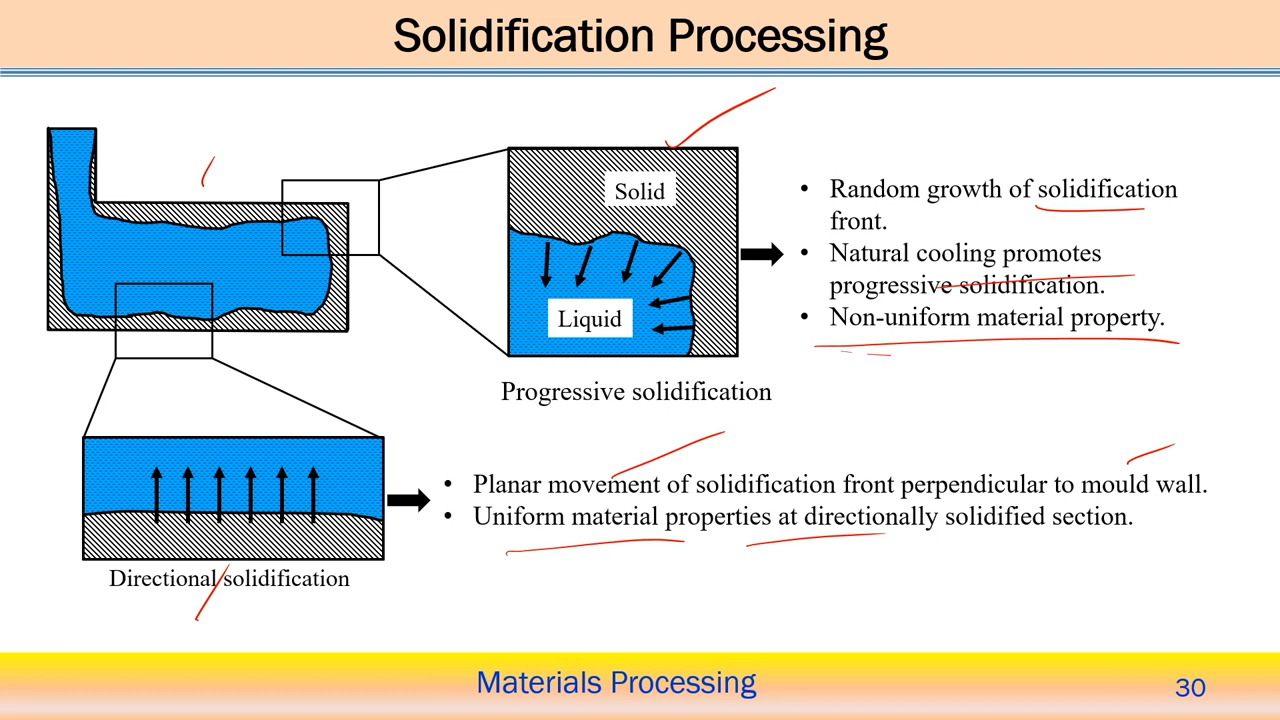 Solidification Processing
Solid
Liquid
• Random growth of solidification
front.
• Natural cooling promotes
progressive solidification.
• Non-uniform material property.
Progressive solidification
• Planar movement of solidification front perpendicular to mould wall.
• Uniform material properties at directionally solidified section.
Directional solidification
Materials Processing
30